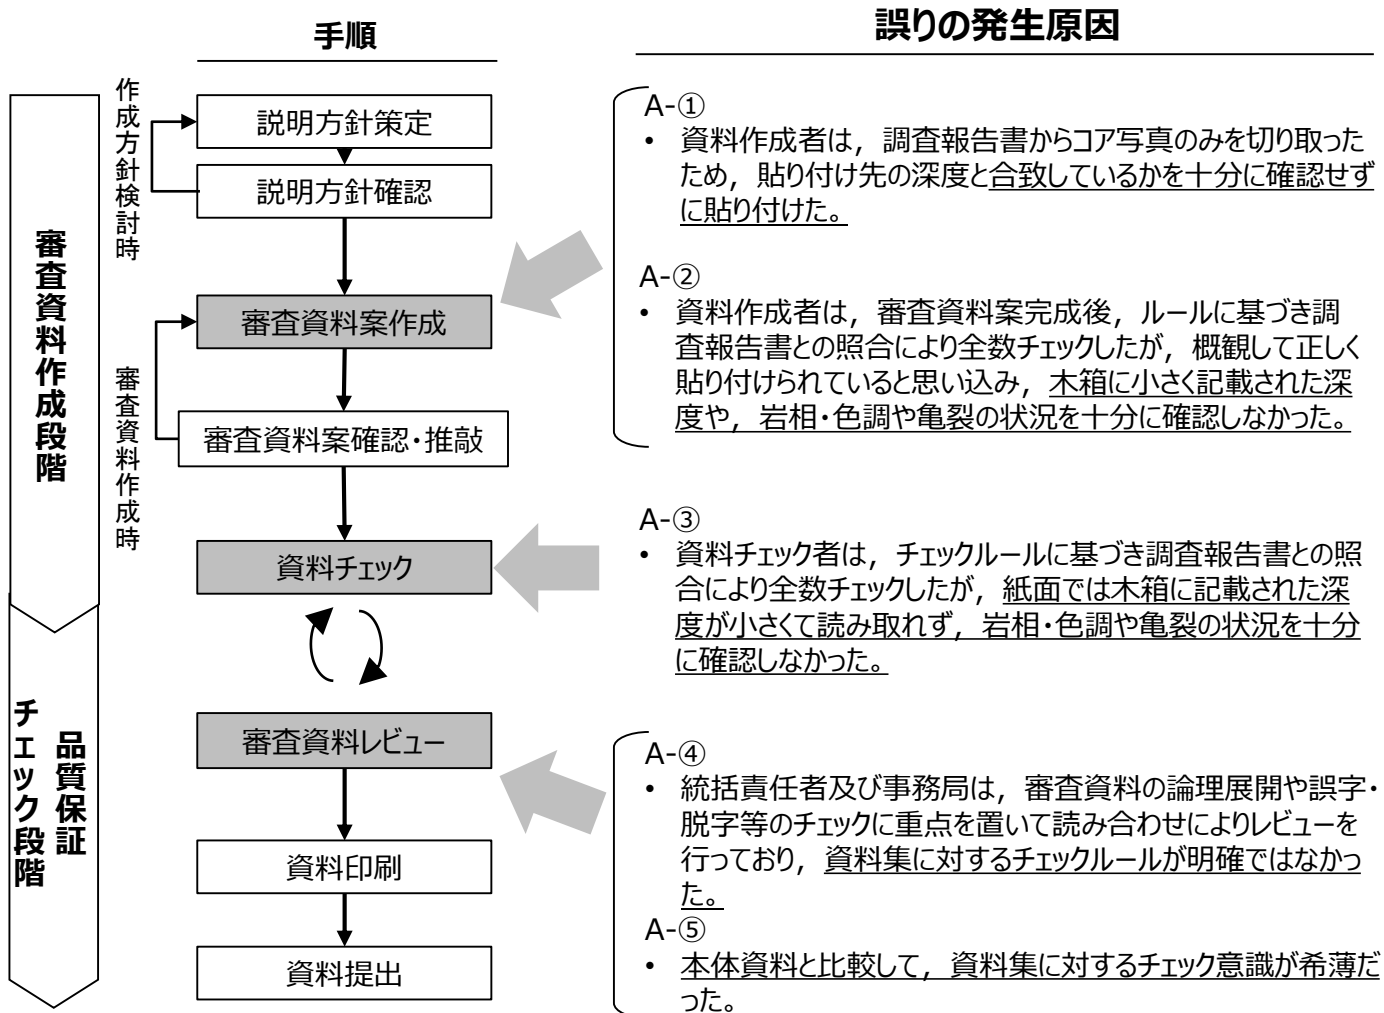 手順
誤りの発生原因
審査資料作成段階
品質保証
チェック段階
作成方針検討時
審査資料作成時
説明方針策定
説明方針確認
審査資料案作成
審査資料案確認・推敲
資料チェック
審査資料レビュー
資料印刷
資料提出
A-①
• 資料作成者は，調査報告書からコア写真のみを切り取った
ため，貼り付け先の深度と合致しているかを十分に確認せず
に貼り付けた。
A-②
• 資料作成者は，審査資料案完成後，ルールに基づき調
査報告書との照合により全数チェックしたが，概観して正しく
貼り付けられていると思い込み，木箱に小さく記載された深
度や，岩相・色調や亀裂の状況を十分に確認しなかった。
A-③
• 資料チェック者は，チェックルールに基づき調査報告書との照
合により全数チェックしたが，紙面では木箱に記載された深
度が小さくて読み取れず，岩相・色調や亀裂の状況を十分
に確認しなかった。
A-④
• 統括責任者及び事務局は，審査資料の論理展開や誤字・
脱字等のチェックに重点を置いて読み合わせによりレビューを
行っており，資料集に対するチェックルールが明確ではなかっ
た。
A-⑤
• 本体資料と比較して，資料集に対するチェック意識が希薄だ
った。